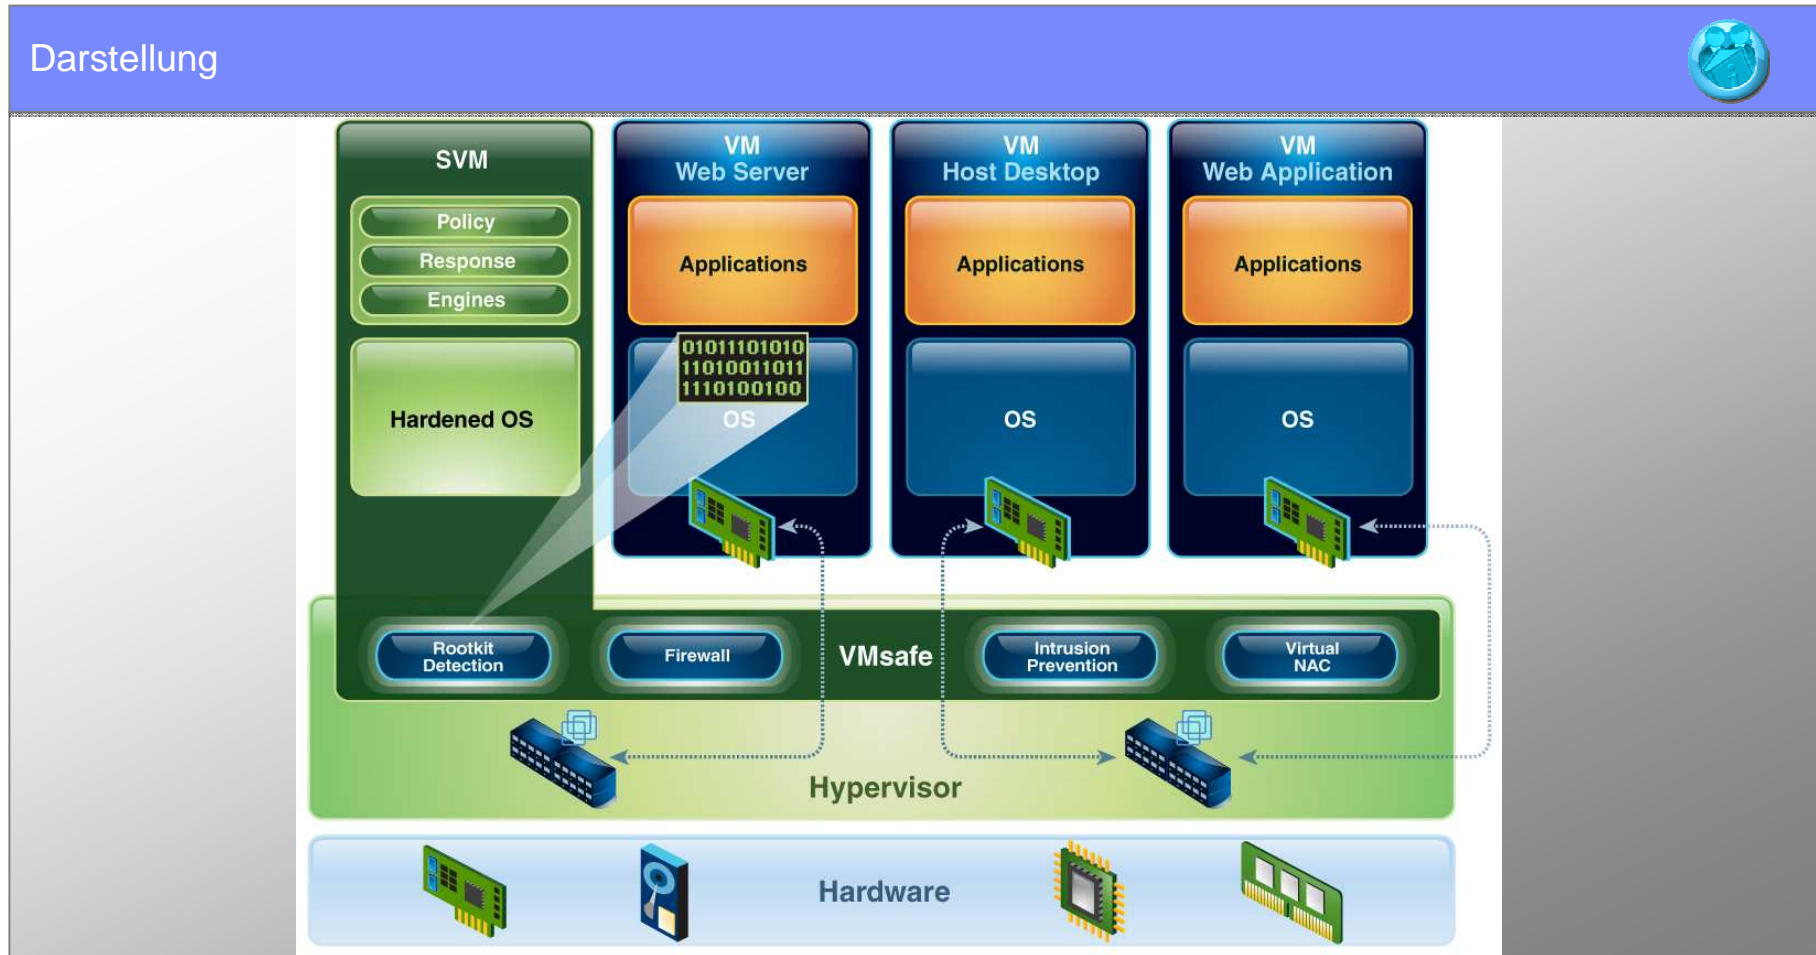 Darstellung
SVM
Policy
Response
Engines
Hardened OS
VM
Web Server
Applications
01011101010
11010011011
1110100100
OS
VM
Host Desktop
Applications
OS
VM
Web Application
Applications
OS
Rootkit
Detection
Firewall
VMsafe
Intrusion
Prevention
Virtual
NAC
Hypervisor
Hardware